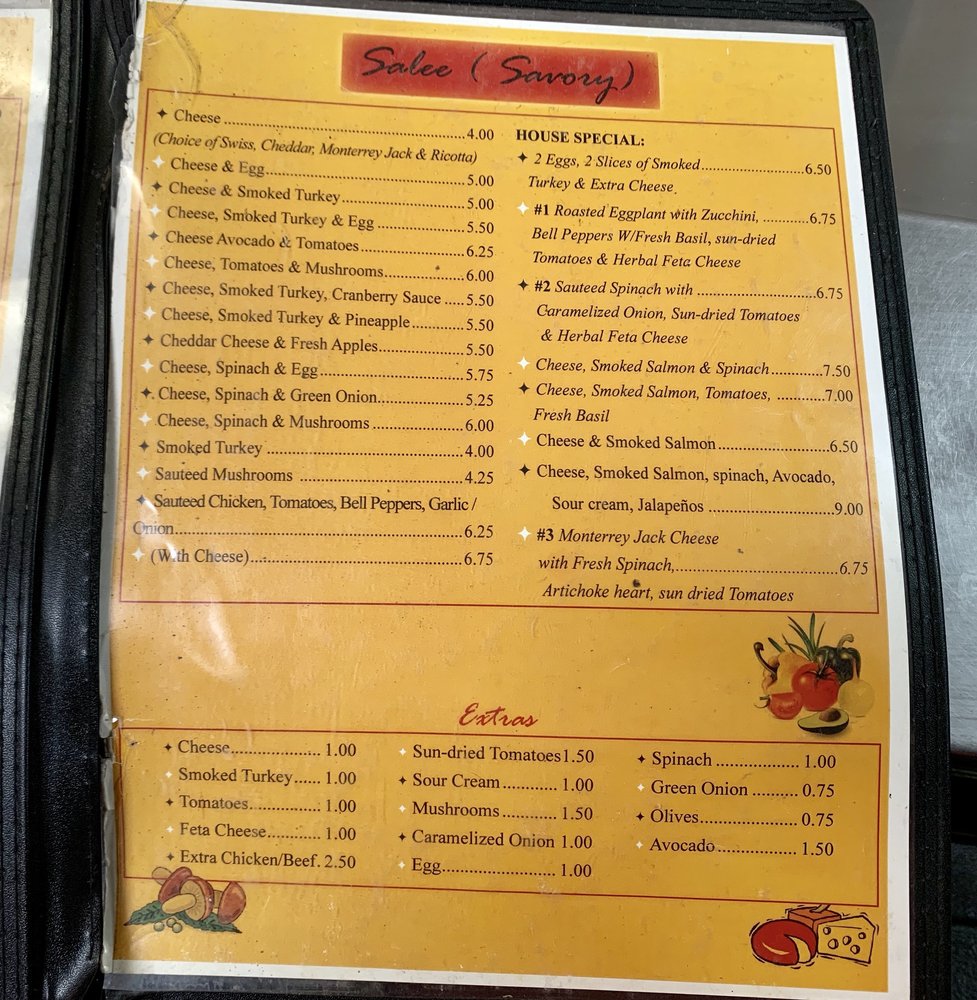 Salee ( Savory)
Cheese ........ 4.00
(Choice of Swiss, Cheddar, Monterrey Jack & Ricotta)
Cheese & Egg........ 5.00
Cheese & Smoked Turkey........ 5.00
Cheese, Smoked Turkey & Egg ........ 5.50
Cheese Avocado & Tomatoes........ 6.25
Cheese, Tomatoes & Mushrooms........ 6.00
Cheese, Smoked Turkey, Cranberry Sauce .....5.50
Cheese, Smoked Turkey & Pineapple........ 5.50
Cheddar Cheese & Fresh Apples........ 5.50
Cheese, Spinach & Egg ........ 5.75
Cheese, Spinach & Green Onion........ 5.25
Cheese, Spinach & Mushrooms ........ 6.00
Smoked Turkey ........ 4.00
Sauteed Mushrooms ........ 4.25
Sauteed Chicken, Tomatoes, Bell Peppers, Garlic /
Onion........ 6.25
(With Cheese)........ 6.75
HOUSE SPECIAL:
2 Eggs, 2 Slices of Smoked........6.50
Turkey & Extra Cheese
#1 Roasted Eggplant with Zucchini, ........6.75
Bell Peppers W/Fresh Basil, sun-dried
Tomatoes & Herbal Feta Cheese
#2 Sauteed Spinach with ........6.75
Caramelized Onion, Sun-dried Tomatoes
& Herbal Feta Cheese
Cheese, Smoked Salmon & Spinach........7.50
Cheese, Smoked Salmon, Tomatoes, ........7.00
Fresh Basil
Cheese & Smoked Salmon........6.50
Cheese, Smoked Salmon, spinach, Avocado,
Sour cream, Jalapeños ........9.00
#3 Monterrey Jack Cheese
with Fresh Spinach,........6.75
Artichoke heart, sun dried Tomatoes
Extras
Cheese........ 1.00
Smoked Turkey...... 1.00
Tomatoes........ 1.00
Feta Cheese........ 1.00
Extra Chicken/Beef. 2.50
Sun-dried Tomatoes1.50
Sour Cream ........ 1.00
Mushrooms ........ 1.50
Caramelized Onion 1.00
Egg........ 1.00
Spinach ........ 1.00
Green Onion ........ 0.75
Olives........ 0.75
Avocado........ 1.50